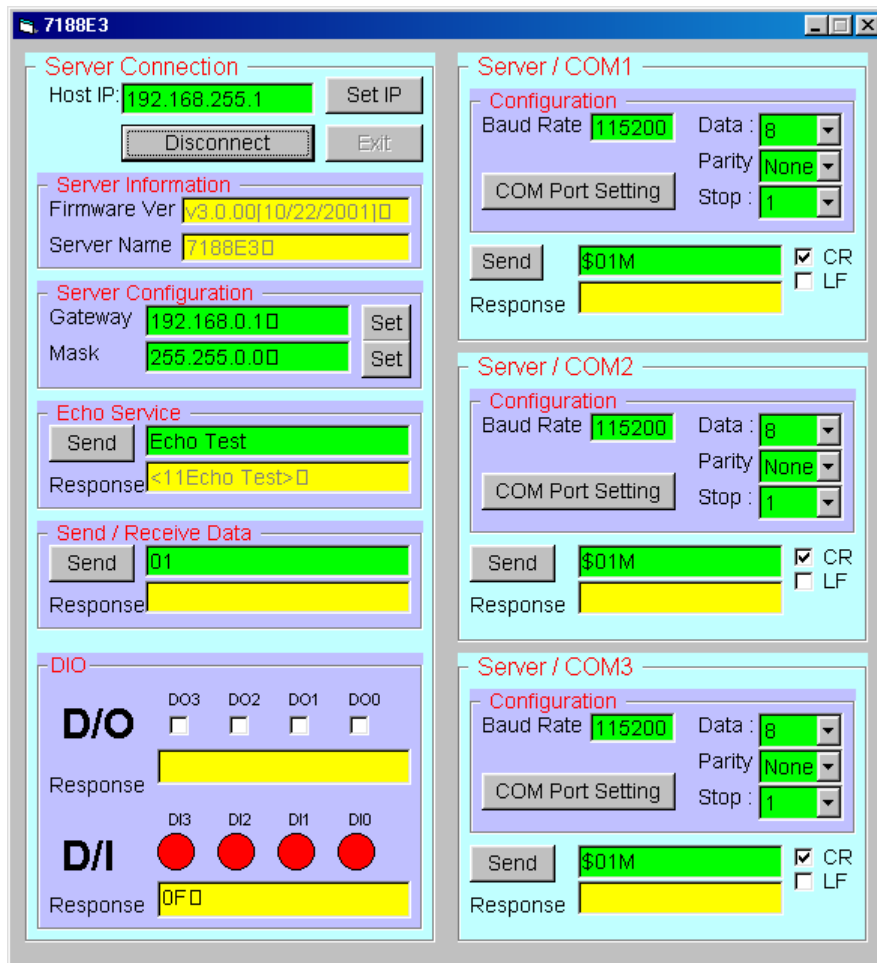 7188E3
Server Connection
Host IP: 192.168.255.1 Set IP
Disconnect Exit
Server Information
Firmware Ver v3.0.00[10/22/2001]
Server Name 7188E3
Server Configuration
Gateway 192.168.0.1 Set
Mask 255.255.0.0 Set
Echo Service
Send Echo Test
Response <11Echo Test>
Send / Receive Data
Send 01
Response
DIO
DO3 DO2 DO1 DO0
D/O
Response
DI3 DI2 DI1 DI0
D/I
Response 0F
Server / COM1
Configuration
Baud Rate 115200 Data : 8
Parity None
COM Port Setting Stop : 1
Send $01M CR
LF
Response
Server / COM2
Configuration
Baud Rate 115200 Data : 8
Parity None
COM Port Setting Stop : 1
Send $01M CR
LF
Response
Server / COM3
Configuration
Baud Rate 115200 Data : 8
Parity None
COM Port Setting Stop : 1
Send $01M CR
LF
Response